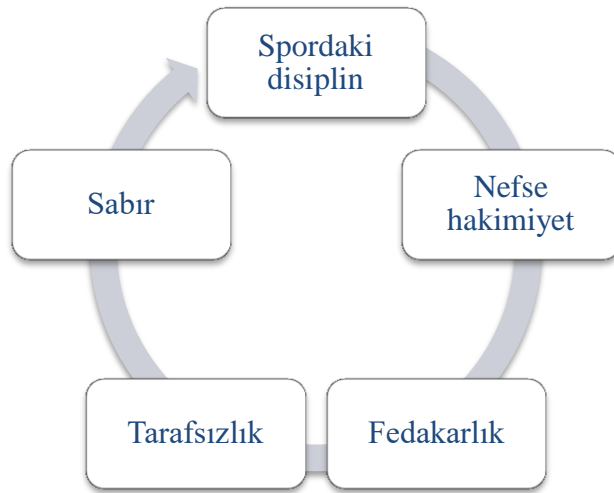 Spordaki
disiplin
Nefse
hakimiyet
Fedakarlık
Tarafsızlık
Sabır